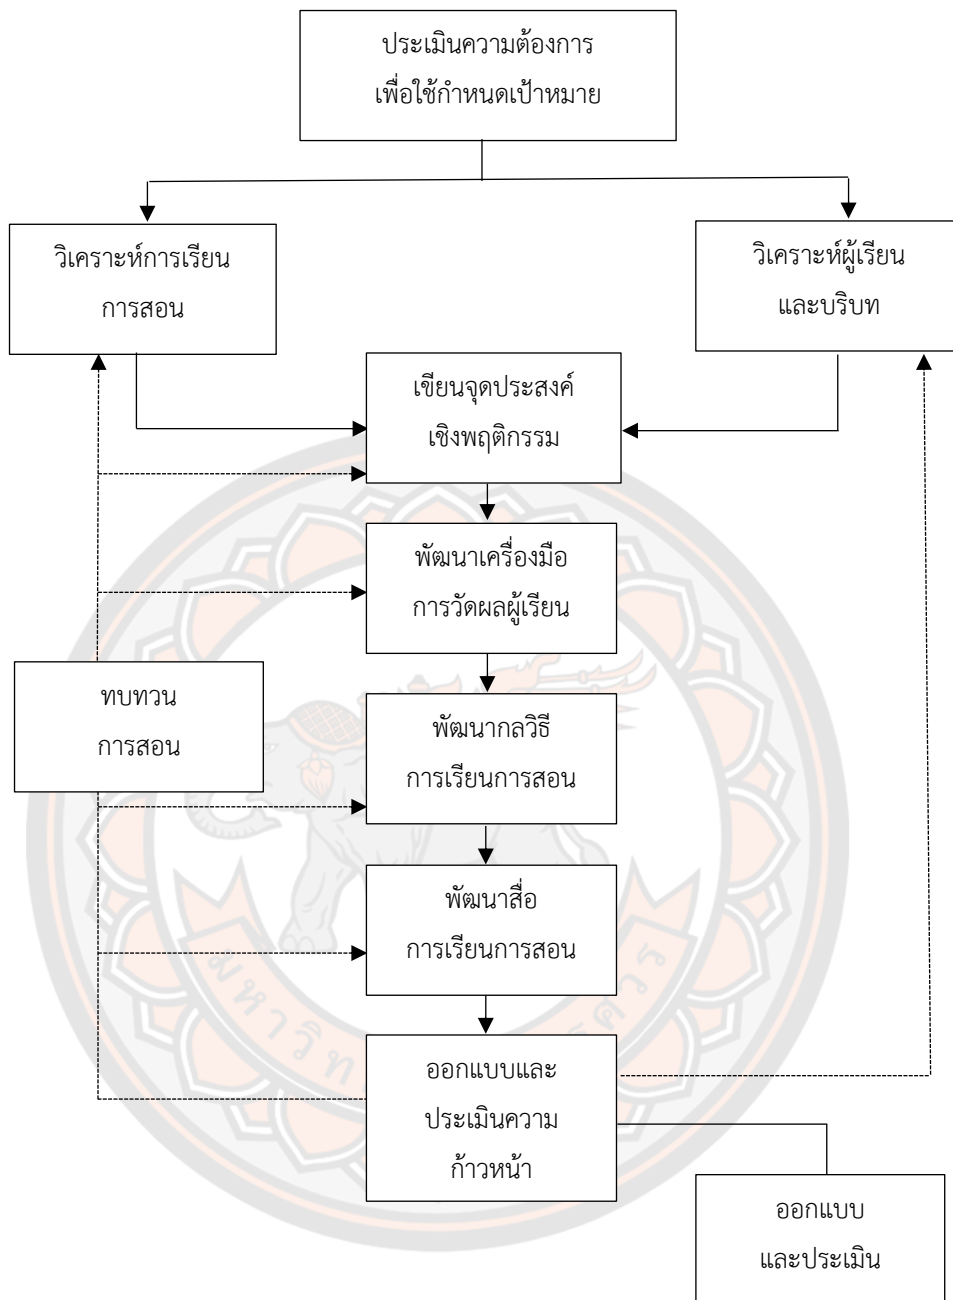 ประเมินความต้องการ
เพื่อใช้กำหนดเป้าหมาย
วิเคราะห์การเรียน
การสอน
วิเคราะห์ผู้เรียน
และบริบท
เขียนจุดประสงค์
เชิงพฤติกรรม
พัฒนาเครื่องมือ
การวัดผลผู้เรียน
ทบทวน
การสอน
พัฒนากลวิธี
การเรียนการสอน
พัฒนาสื่อ
การเรียนการสอน
ออกแบบและ
ประเมินความ
ก้าวหน้า
ออกแบบ
และประเมิน